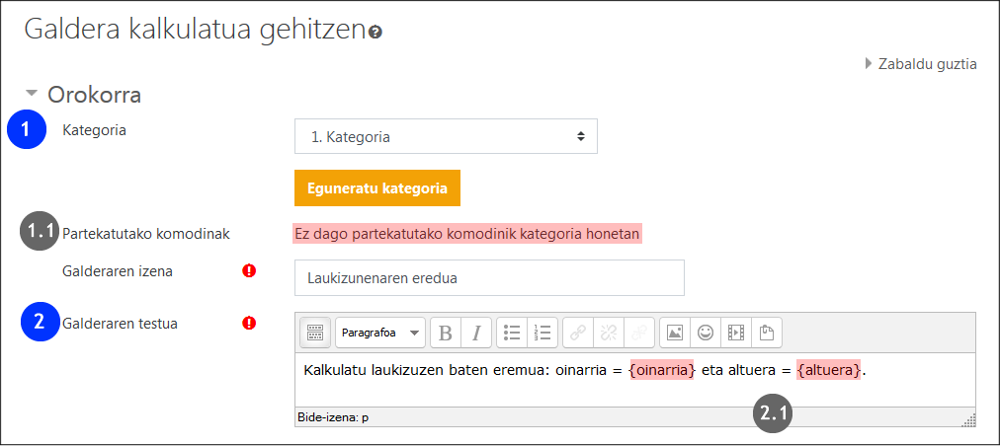 Galdera kalkulatua gehitzen
Zabaldu guztia
Orokorra
1 Kategoria 1. Kategoria
Eguneratu kategoria
1.1 Partekatutako komodinak Ez dago partekatutako komodinik kategoria honetan
Galderaren izena Laukizunenaren eredua
2 Galderaren testua Paragrafoa B I
Kalkulatu laukizuzen baten eremua: oinarria = {oinarria} eta altuera = {altuera}.
Bide-izena: p
2.1